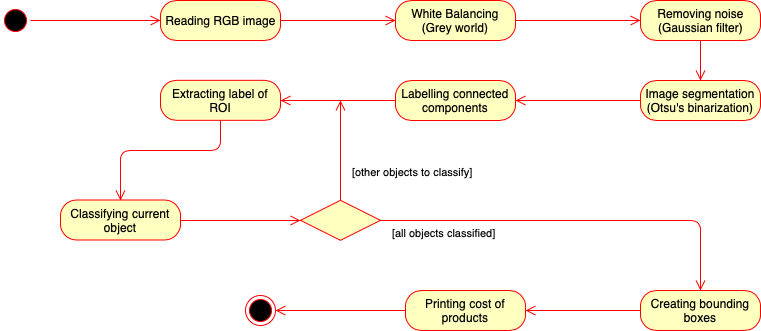 Reading RGB image
White Balancing
(Grey world)
Removing noise
(Gaussian filter)
Image segmentation
(Otsu's binarization)
Labelling connected
components
Extracting label of
ROI
[other objects to classify]
Classifying current
object
[all objects classified]
Creating bounding
boxes
Printing cost of
products